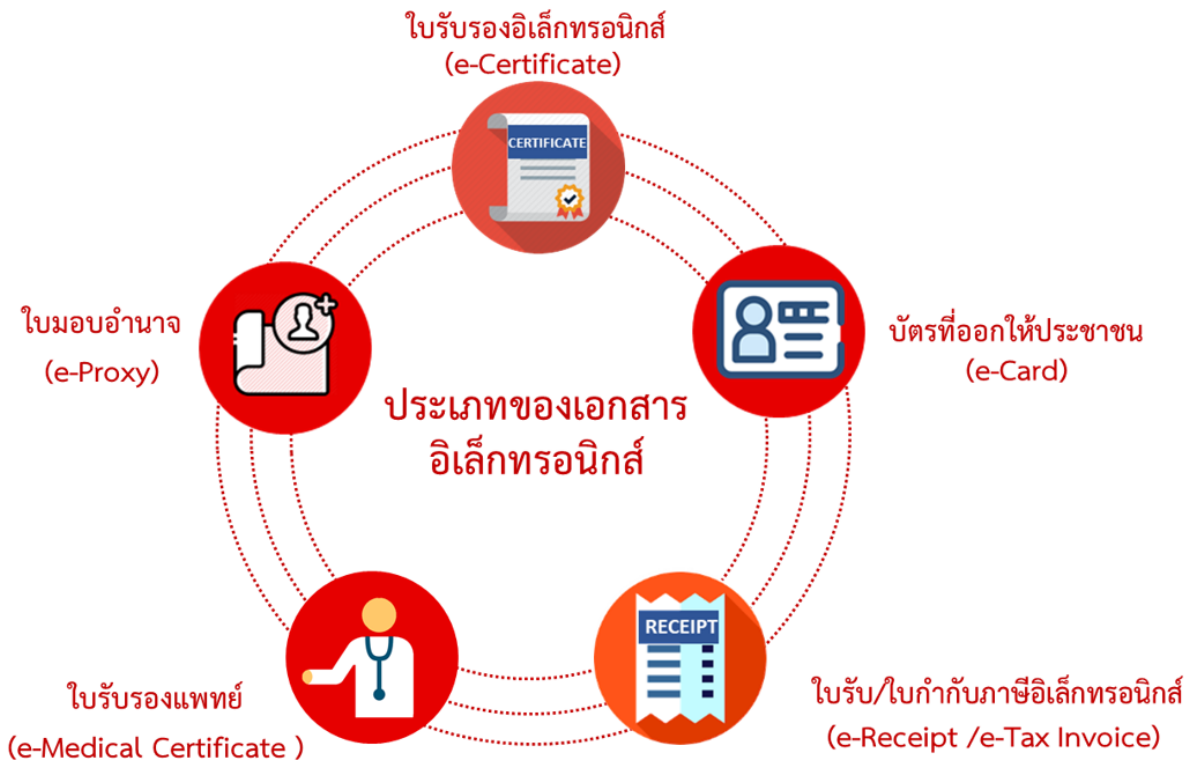 ใบรับรองอิเล็กทรอนิกส์
(e-Certificate)
CERTIFICATE
ใบมอบอำนาจ
(e-Proxy)
บัตรที่ออกให้ประชาชน
(e-Card)
ประเภทของเอกสาร
อิเล็กทรอนิกส์
RECEIPT
ใบรับรองแพทย์
(e-Medical Certificate )
ใบรับ/ใบกำกับภาษีอิเล็กทรอนิกส์
(e-Receipt /e-Tax Invoice)